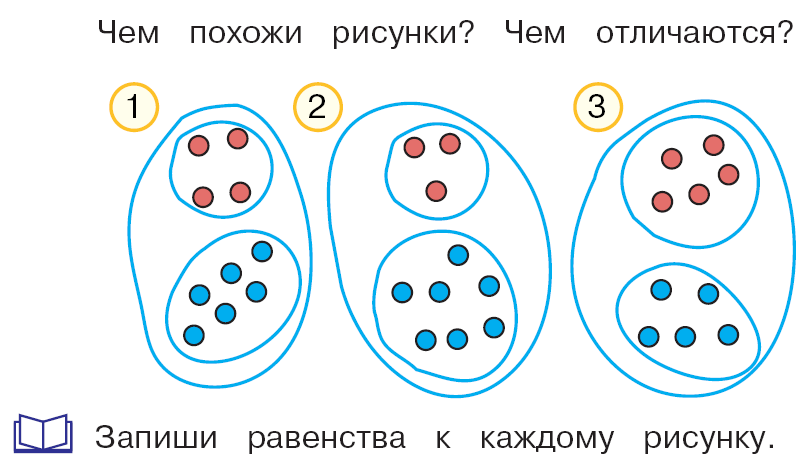 Чем похожи рисунки? Чем отличаются?
1 2 3
Запиши равенства к каждому рисунку.